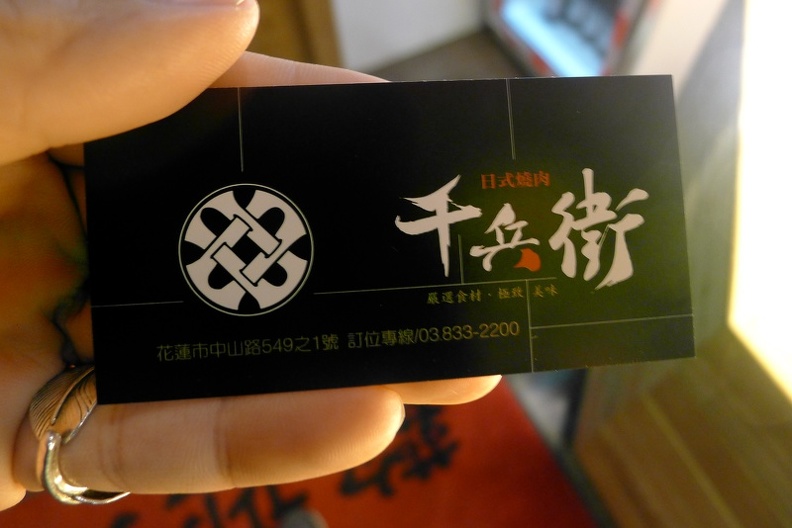 日式燒肉
千兵衛
嚴選食材·極致美味
花蓮市中山路549之1號 訂位專線/03.833-2200